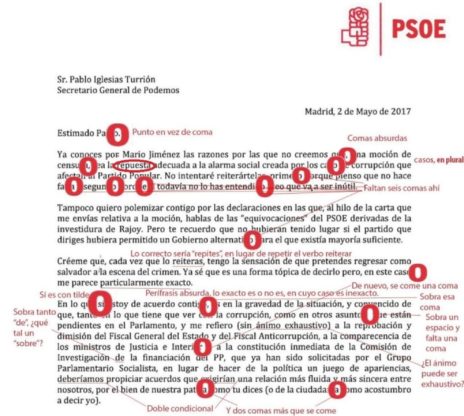 PSOE
Sr. Pablo Iglesias Turrión
Secretario General de Podemos
Madrid, 2 de Mayo de 2017
Estimado Pa
Punto en vez de coma
Comas absurdas
Ya conoces por Mario Jiménez las razones por las que no creemos que una moción de
casos, en plural
censura, sea la repuesta adecuada a la alarma social creada por los caso de corrupción que
afectan al Partido Popular. No intentaré reiterártelo que pienso que no hace
falta segundo orde todavía no lo has entendido creo que va a ser inútil.
Faltan seis comas ahí
Tampoco quiero polemizar contigo por las declaraciones en las que, al hilo de la carta que
me envías relativa a la moción, hablas de las "equivocaciones" del PSOE derivadas de la
investidura de Rajoy. Pero te recuerdo que no hubieran tenido lugar si el partido que
diriges hubiera permitido un Gobierno alternativo para el que existía mayoría suficiente.
Lo correcto sería "repites", en lugar de repetir el verbo reiterar
Créeme que, cada vez que lo reiteras, tengo la sensación de que pretendes regresar como
salvador a la escena del crimen. Ya sé que es una forma tópica de decirlo pero, en este caso
me parece particularmente exacto.
De nuevo, se come una coma
Perífrasis absurda, lo exacto es o no es, en cuyo caso es inexacto.
Sí es con tilde
Sobra esa
coma
En lo que sí estoy de acuerdo contigo, es en la gravedad de la situación, y convencido de
Sobra tanto
"de", ¿qué
tal un
"sobre"?
que, tanto en lo que tiene que ver con la corrupción, como en otros asuntos que están
Sobra un
espacio y
falta una
coma
pendientes en el Parlamento, y me refiero (sin ánimo exhaustivo) a la reprobación y
dimisión del Fiscal General del Estado y del Fiscal Anticorrupción, a la comparecencia de
los ministros de Justicia e Interior a la constitución inmediata de la Comisión de
¿El ánimo
puede ser
exhaustivo?
Investigación de la financiación del PP, que ya han sido solicitadas por el Grupo
Parlamentario Socialista, en lugar de hacer de la política un juego de apariencias,
deberíamos propiciar acuerdos que exigirían una relación más fluida y más sincera entre
nosotros, por el bien de nuestra patria como tu dices (o de la ciudadanía como acostumbro
a decir yo).
Doble condicional
Y dos comas más que se come